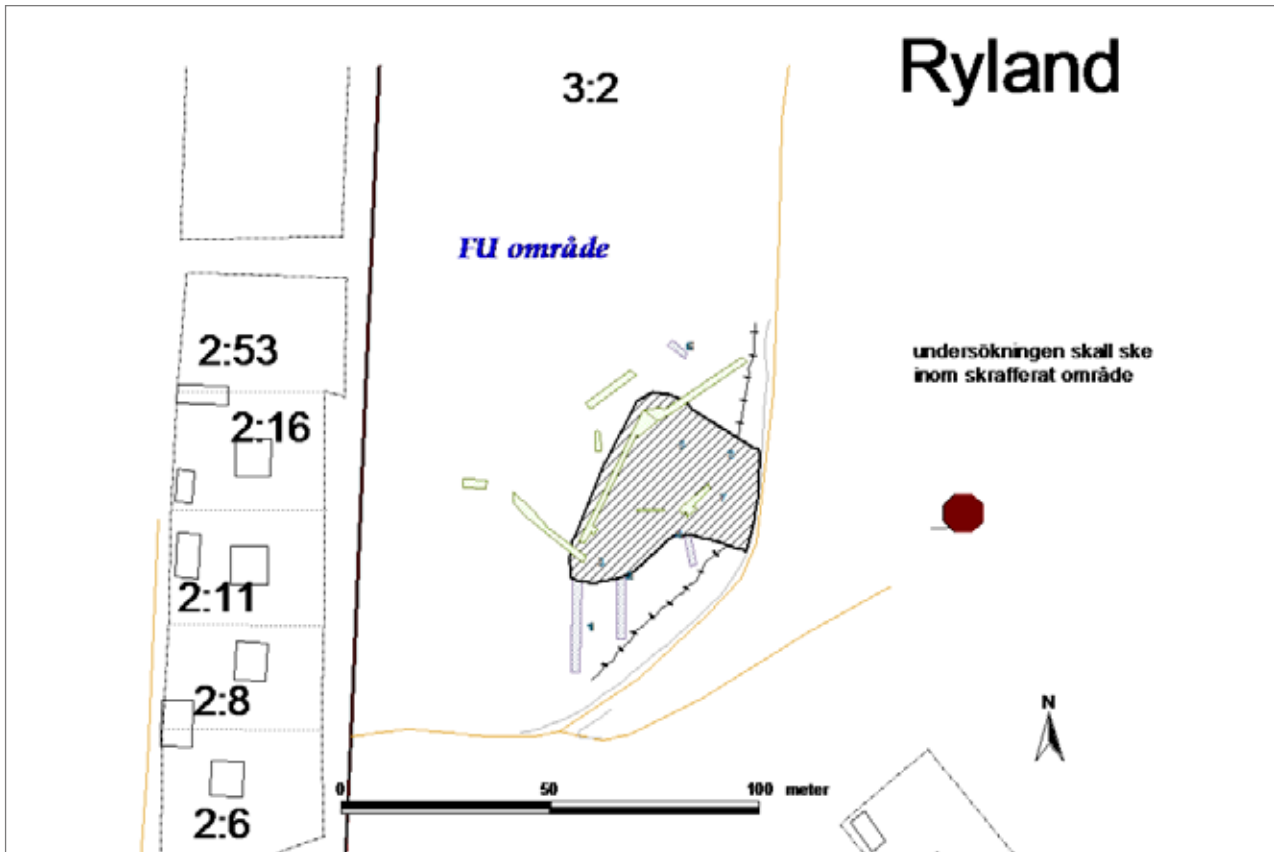 Ryland
3:2
FU område
2:53
undersökningen skall ske
inom skrafferat område
2:16
2:11
2:8
N
0 50 100 meter
2:6